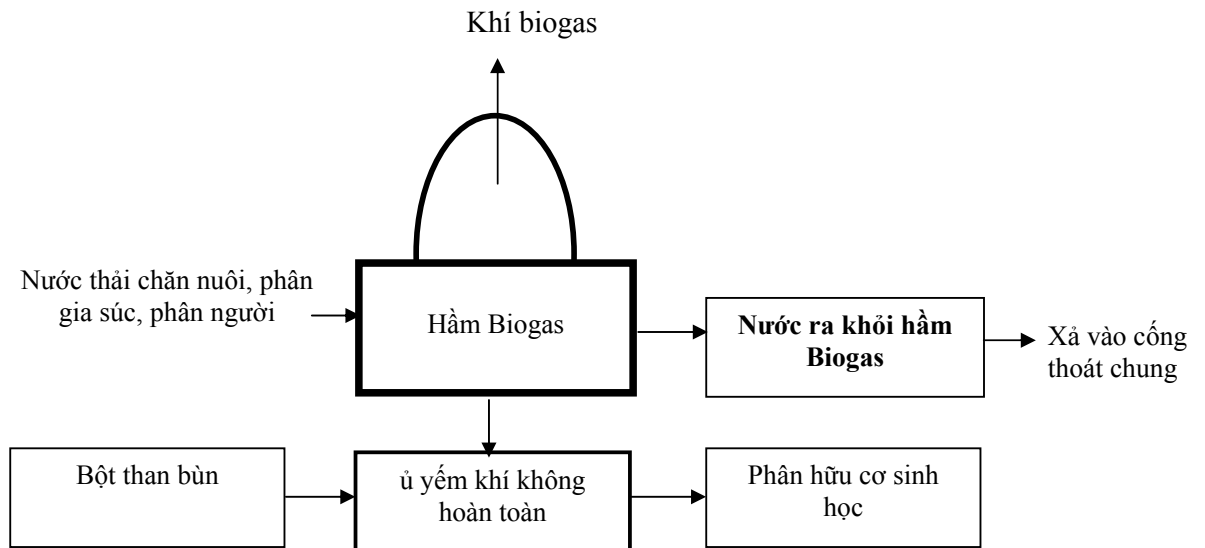 Khí biogas
Nước thải chăn nuôi, phân
gia súc, phân người
Hầm Biogas
Nước ra khỏi hầm
Biogas
Xả vào cống
thoát chung
Bột than bùn
ủ yếm khí không
hoàn toàn
Phân hữu cơ sinh
học